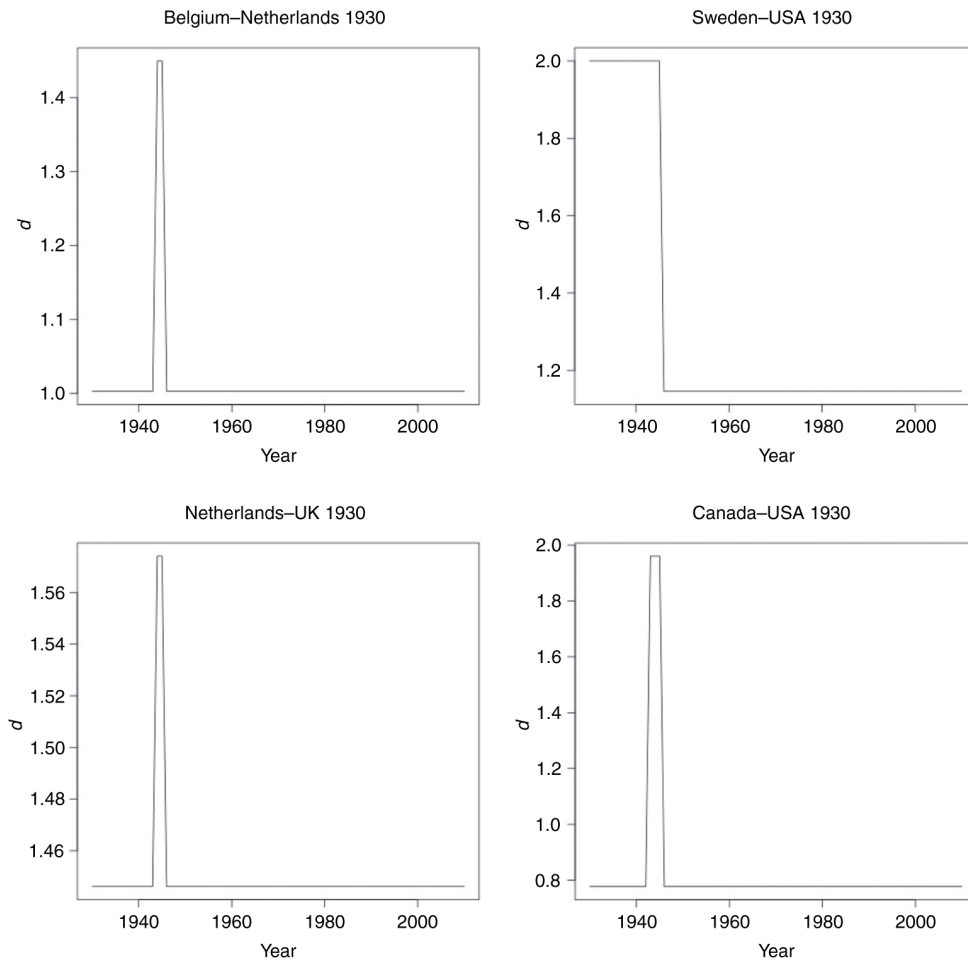 Belgium–Netherlands 1930
1.4
1.3
1.2
1.1
1.0
d
1940 1960 1980 2000
Year
Sweden–USA 1930
2.0
1.8
1.6
1.4
1.2
d
1940 1960 1980 2000
Year
Netherlands–UK 1930
1.56
1.54
1.52
1.50
1.48
1.46
d
1940 1960 1980 2000
Year
Canada–USA 1930
2.0
1.8
1.6
1.4
1.2
1.0
0.8
d
1940 1960 1980 2000
Year